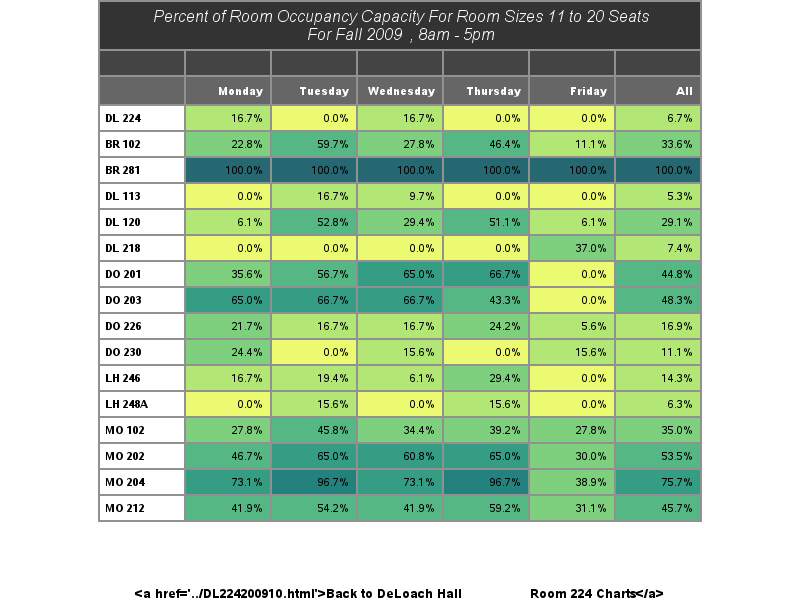 Percent of Room Occupancy Capacity For Room Sizes 11 to 20 Seats
For Fall 2009 , 8am - 5pm
Monday Tuesday Wednesday Thursday Friday All
DL 224 16.7% 0.0% 16.7% 0.0% 0.0% 6.7%
BR 102 22.8% 59.7% 27.8% 46.4% 11.1% 33.6%
BR 281 100.0% 100.0% 100.0% 100.0% 100.0% 100.0%
DL 113 0.0% 16.7% 9.7% 0.0% 0.0% 5.3%
DL 120 6.1% 52.8% 29.4% 51.1% 6.1% 29.1%
DL 218 0.0% 0.0% 0.0% 0.0% 37.0% 7.4%
DO 201 35.6% 56.7% 65.0% 66.7% 0.0% 44.8%
DO 203 65.0% 66.7% 66.7% 43.3% 0.0% 48.3%
DO 226 21.7% 16.7% 16.7% 24.2% 5.6% 16.9%
DO 230 24.4% 0.0% 15.6% 0.0% 15.6% 11.1%
LH 246 16.7% 19.4% 6.1% 29.4% 0.0% 14.3%
LH 248A 0.0% 15.6% 0.0% 15.6% 0.0% 6.3%
MO 102 27.8% 45.8% 34.4% 39.2% 27.8% 35.0%
MO 202 46.7% 65.0% 60.8% 65.0% 30.0% 53.5%
MO 204 73.1% 96.7% 73.1% 96.7% 38.9% 75.7%
MO 212 41.9% 54.2% 41.9% 59.2% 31.1% 45.7%
<a href='../DL224200910.html'>Back to DeLoach Hall Room 224 Charts</a>